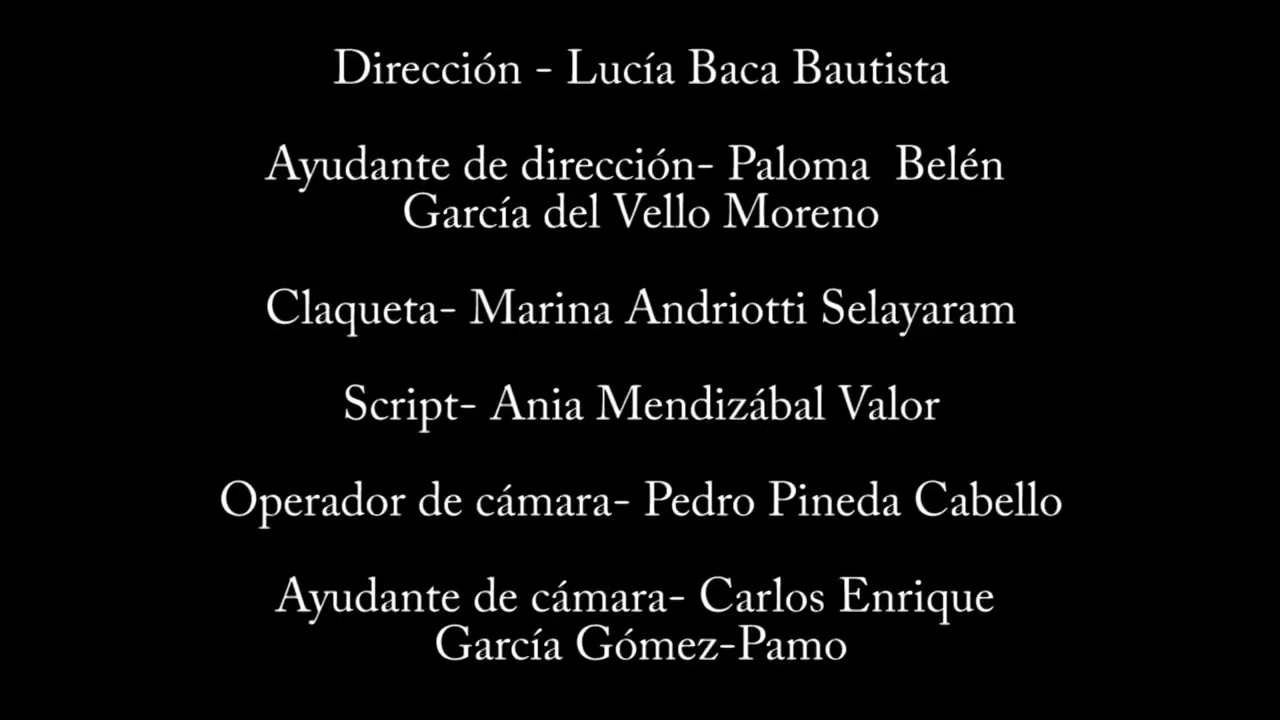 Dirección - Lucía Baca Bautista
Ayudante de dirección- Paloma  Belén
García del Vello Moreno
Claqueta- Marina Andriotti Selayaram
Script- Ania Mendizábal Valor
Operador de cámara- Pedro Pineda Cabello
Ayudante de cámara- Carlos Enrique
García Gómez-Pamo